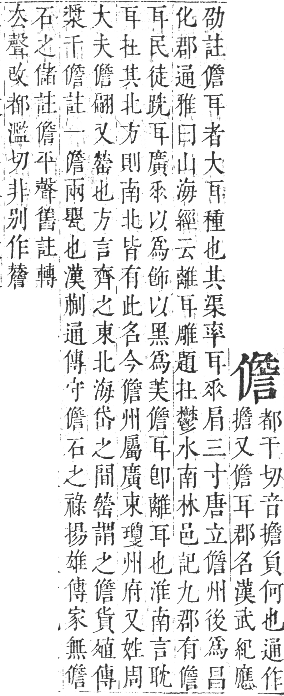 儋
都干切音擔負何也通作
擔又儋耳郡名漢武紀應
劭註儋耳者大耳種也其渠率耳垂肩三寸唐立儋州後爲昌
化郡通雅曰山海經云離耳雕題在鬱水南林邑記九郡有儋
耳民徒跣耳廣垂以爲飾以黑爲美儋耳卽離耳也淮南言耽
耳在其北方則南北皆有此名今儋州屬廣東瓊州府又姓周
大夫儋翩又罃也方言齊之東北海岱之間罃謂之儋貨殖傳
漿千儋註一儋兩甖也漢蒯通傳守儋石之祿揚雄傳家無儋
石之儲註儋平聲舊註轉
厺聲改都濫切非别作